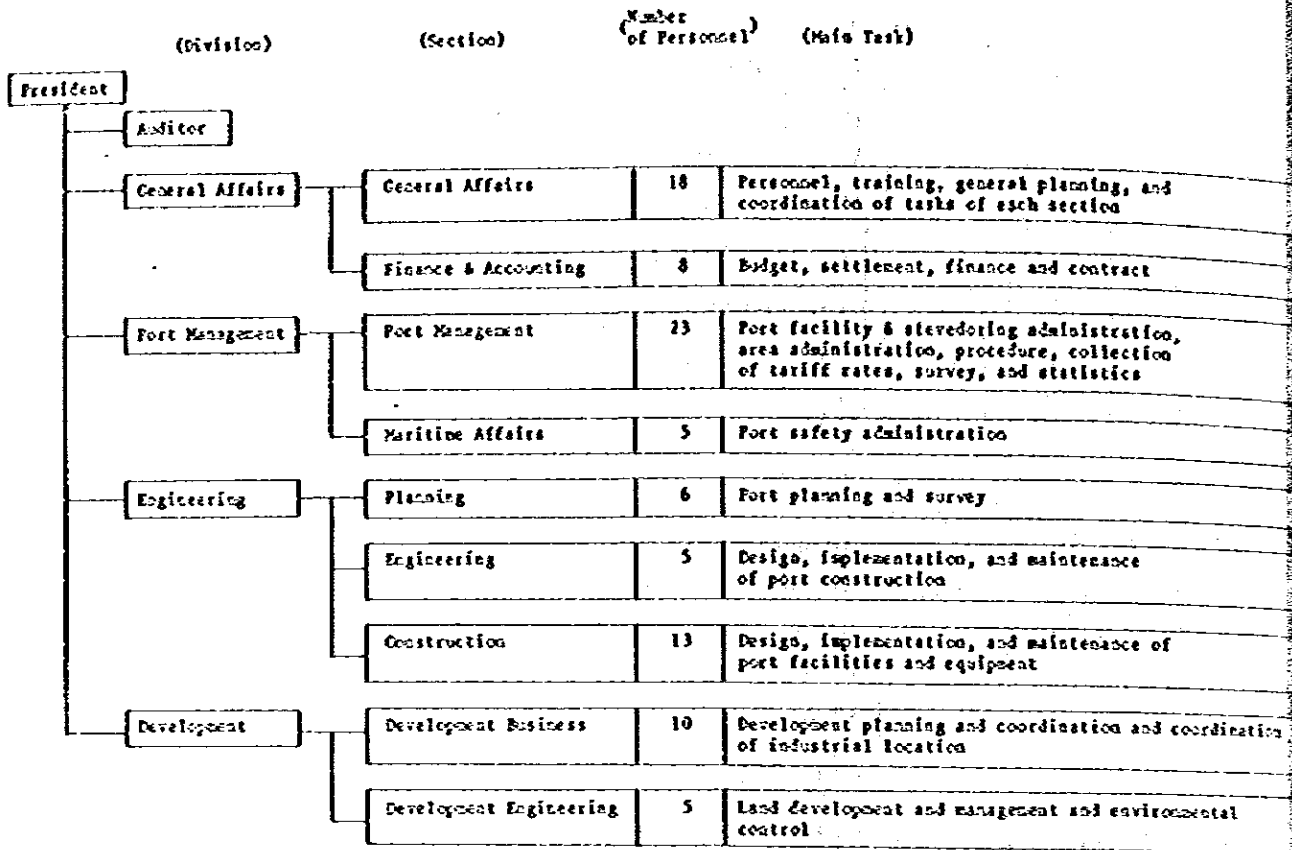 (Division) (Section) (Number of Personnel) (Main Task)
President
Auditor
General Affairs
General Affairs 18 Personnel, training, general planning, and
coordination of tasks of each section
Finance & Accounting 8 Budget, settlement, finance and contract
Port Management
Port Management 23 Port facility & stevedoring administration,
area administration, procedure, collection
of tariff rates, survey, and statistics
Maritime Affairs 5 Port safety administration
Engineering
Planning 6 Port planning and survey
Engineering 5 Design, implementation, and maintenance
of port construction
Construction 13 Design, implementation, and maintenance of
port facilities and equipment
Development
Development Business 10 Development planning and coordination and coordination
of industrial location
Development Engineering 5 Land development and management and environmental
control